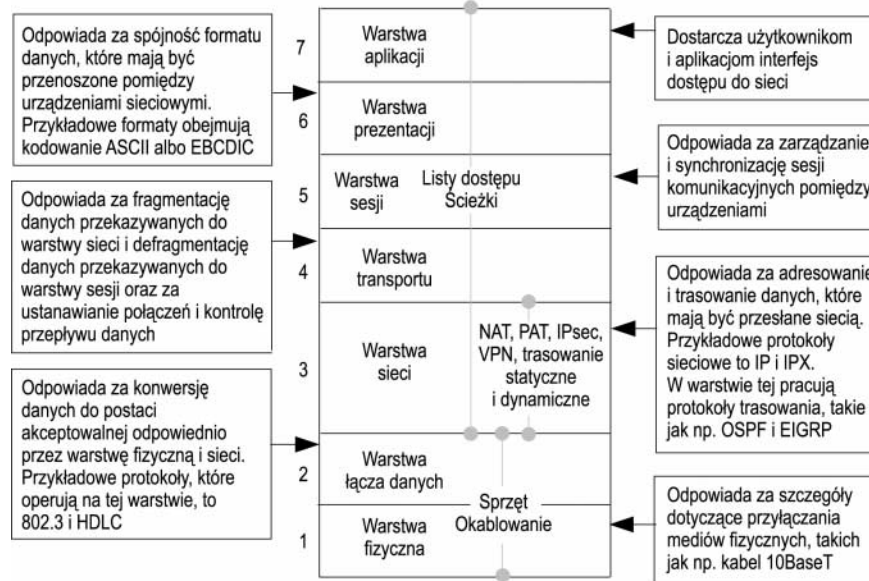 Odpowiada za spójność formatu
danych, które mają być
przenoszone pomiędzy
urządzeniami sieciowymi.
Przykładowe formaty obejmują
kodowanie ASCII albo EBCDIC
Odpowiada za fragmentację
danych przekazywanych do
warstwy sieci i defragmentację
danych przekazywanych do
warstwy sesji oraz za
ustanawianie połączeń i kontrolę
przepływu danych
Odpowiada za konwersję
danych do postaci
akceptowalnej odpowiednio
przez warstwę fizyczną i sieci.
Przykładowe protokoły, które
operują na tej warstwie, to
802.3 i HDLC
7
Warstwa
aplikacji
6
Warstwa
prezentacji
5
Warstwa
sesji
Listy dostępu
Ścieżki
4
Warstwa
transportu
3
Warstwa
sieci
NAT, PAT, IPsec,
VPN, trasowanie
statyczne
i dynamiczne
2
Warstwa
łącza danych
Sprzęt
Okablowanie
1
Warstwa
fizyczna
Dostarcza użytkownikom
i aplikacjom interfejs
dostępu do sieci
Odpowiada za zarządzanie
i synchronizację sesji
komunikacyjnych pomiędzy
urządzeniami
Odpowiada za adresowanie
i trasowanie danych, które
mają być przesłane siecią.
Przykładowe protokoły
sieciowe to IP i IPX.
W warstwie tej pracują
protokoły trasowania, takie
jak np. OSPF i EIGRP
Odpowiada za szczegóły
dotyczące przyłączania
mediów fizycznych, takich
jak np. kabel 10BaseT